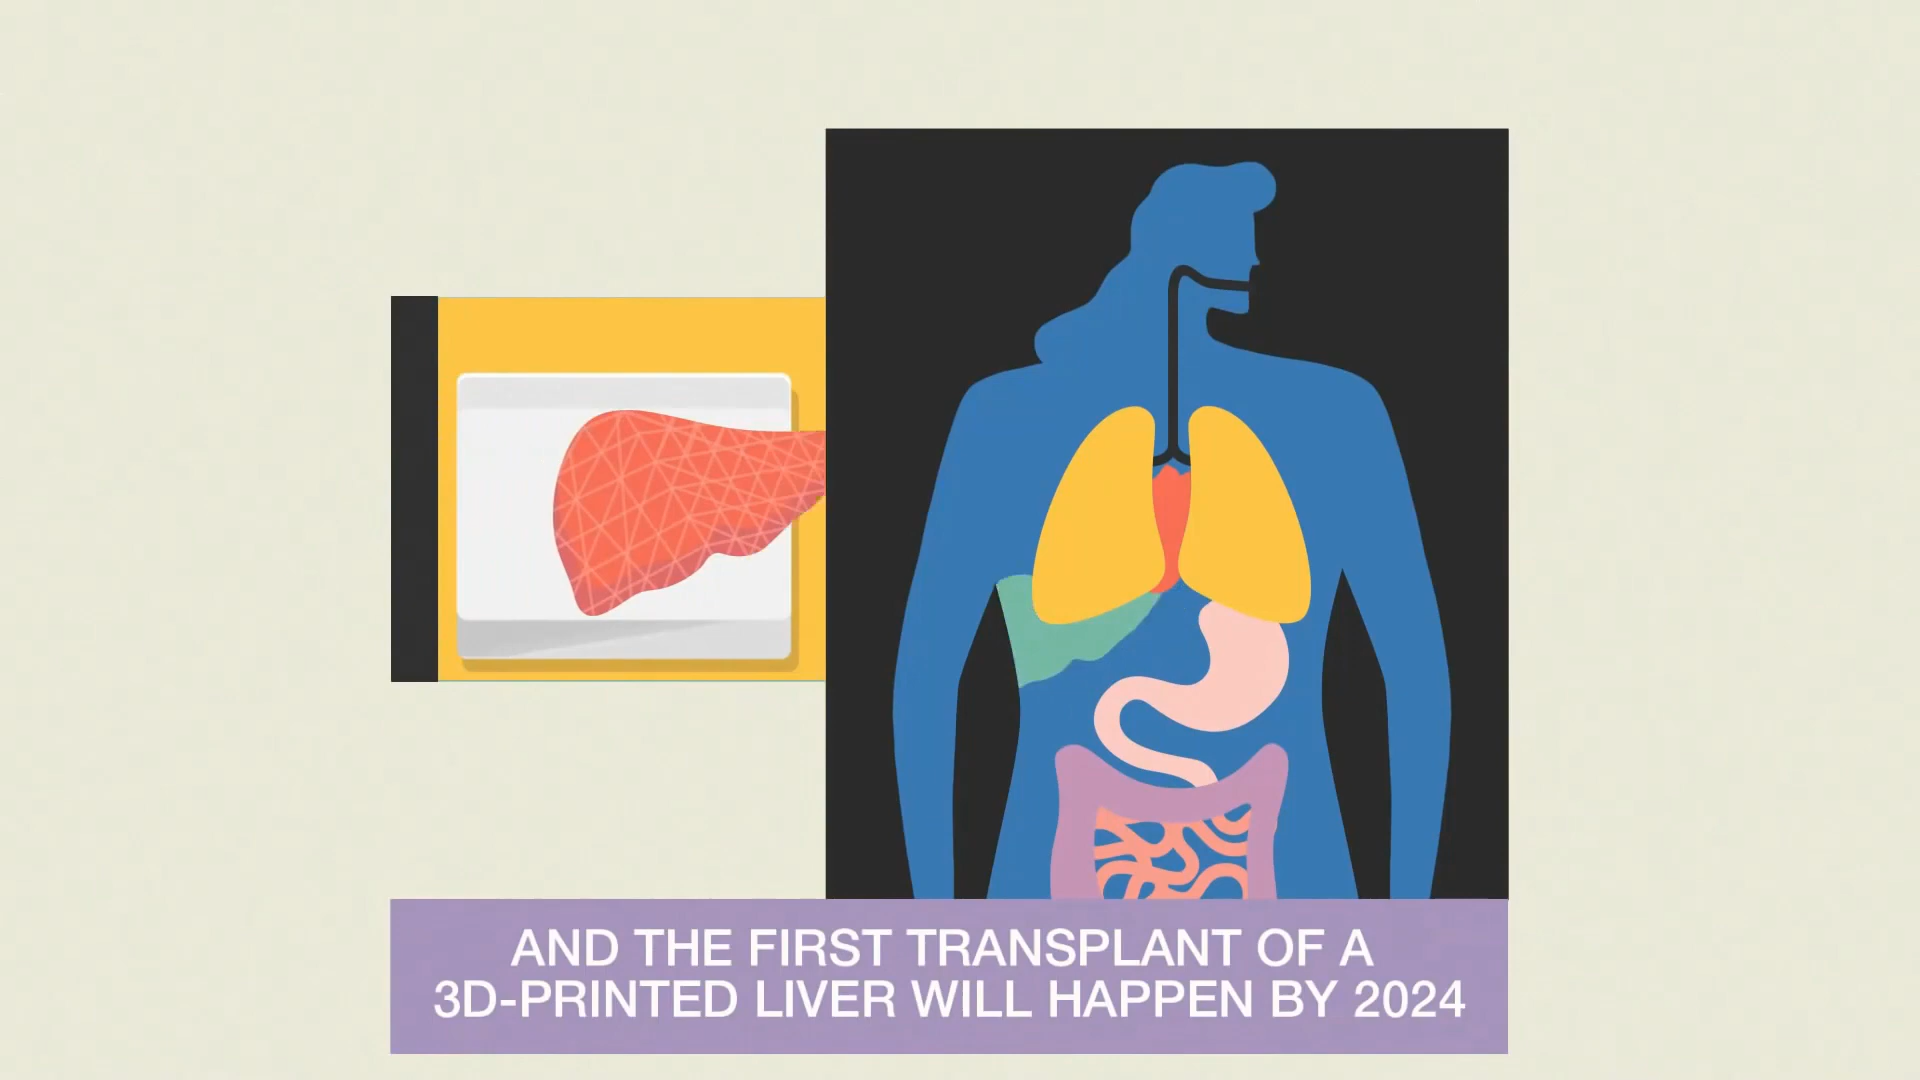 AND THE FIRST TRANSPLANT OF A
3D-PRINTED LIVER WILL HAPPEN BY 2024